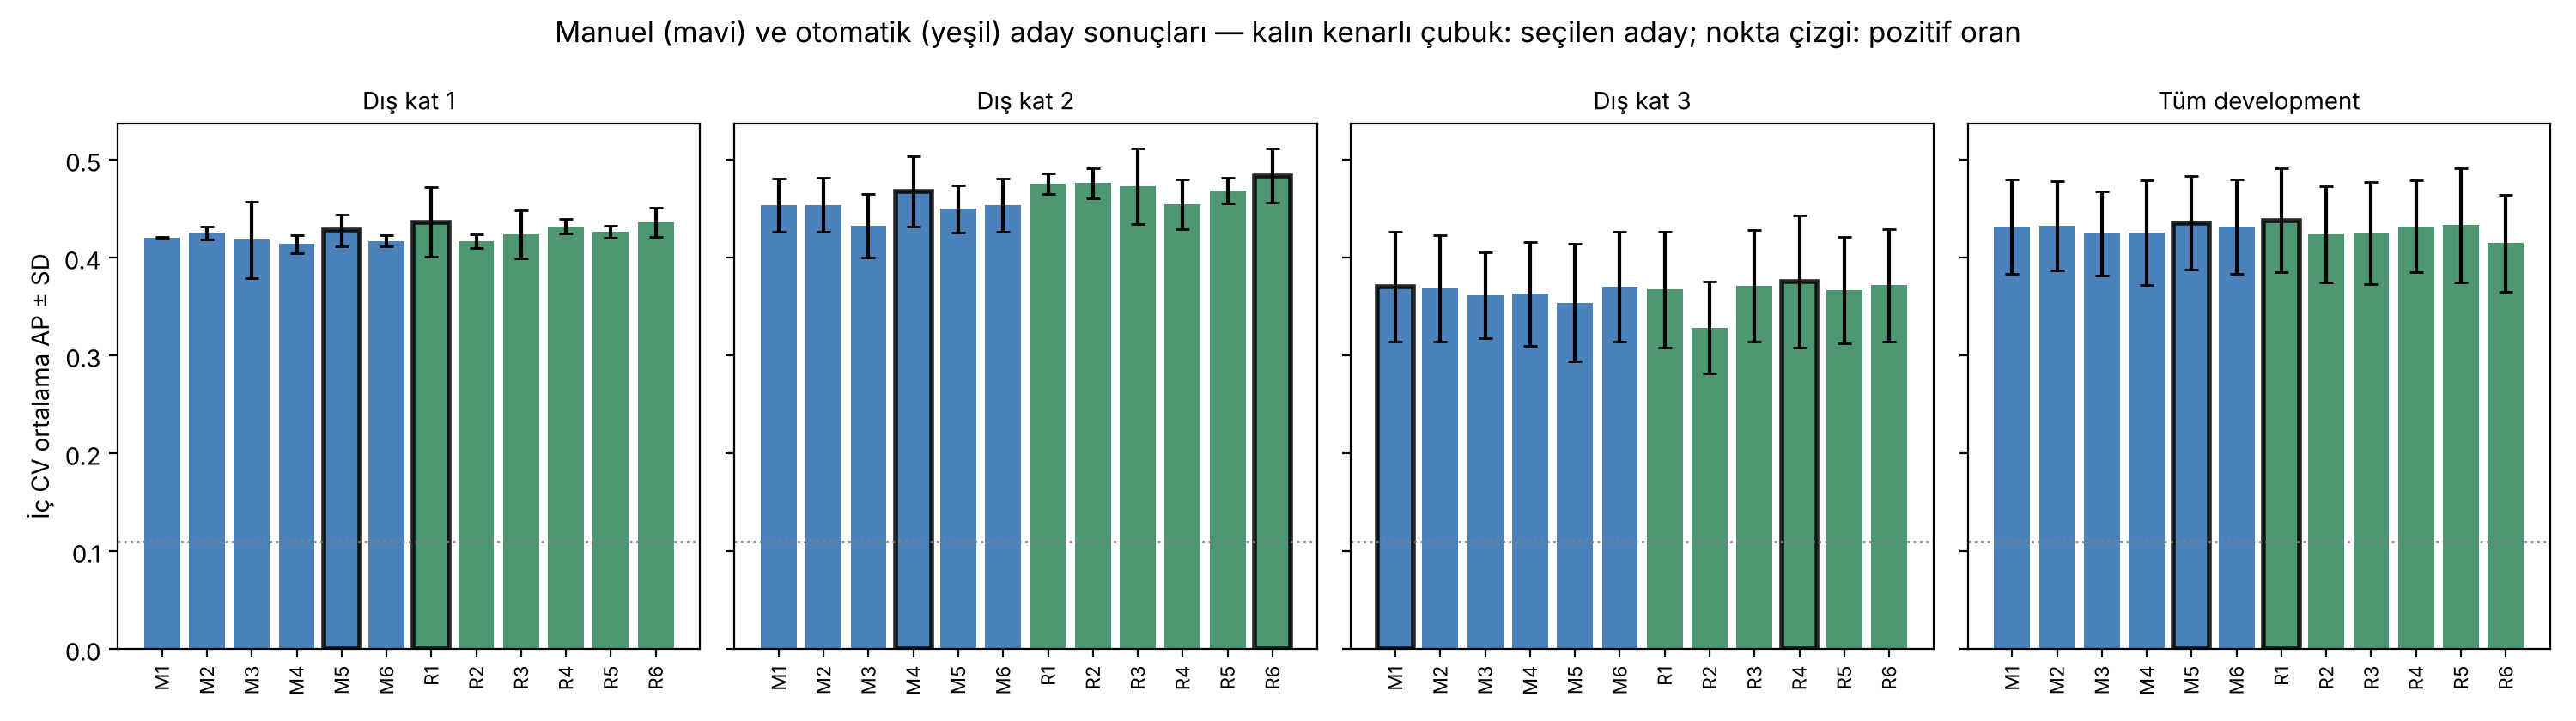 Manuel (mavi) ve otomatik (yeşil) aday sonuçları — kalın kenarlı çubuk: seçilen aday; nokta çizgi: pozitif oran
Dış kat 1
Dış kat 2
Dış kat 3
Tüm development
İç CV ortalama AP ± SD
0.5
0.4
0.3
0.2
0.1
0.0
M1 M2 M3 M4 M5 M6 R1 R2 R3 R4 R5 R6
M1 M2 M3 M4 M5 M6 R1 R2 R3 R4 R5 R6
M1 M2 M3 M4 M5 M6 R1 R2 R3 R4 R5 R6
M1 M2 M3 M4 M5 M6 R1 R2 R3 R4 R5 R6